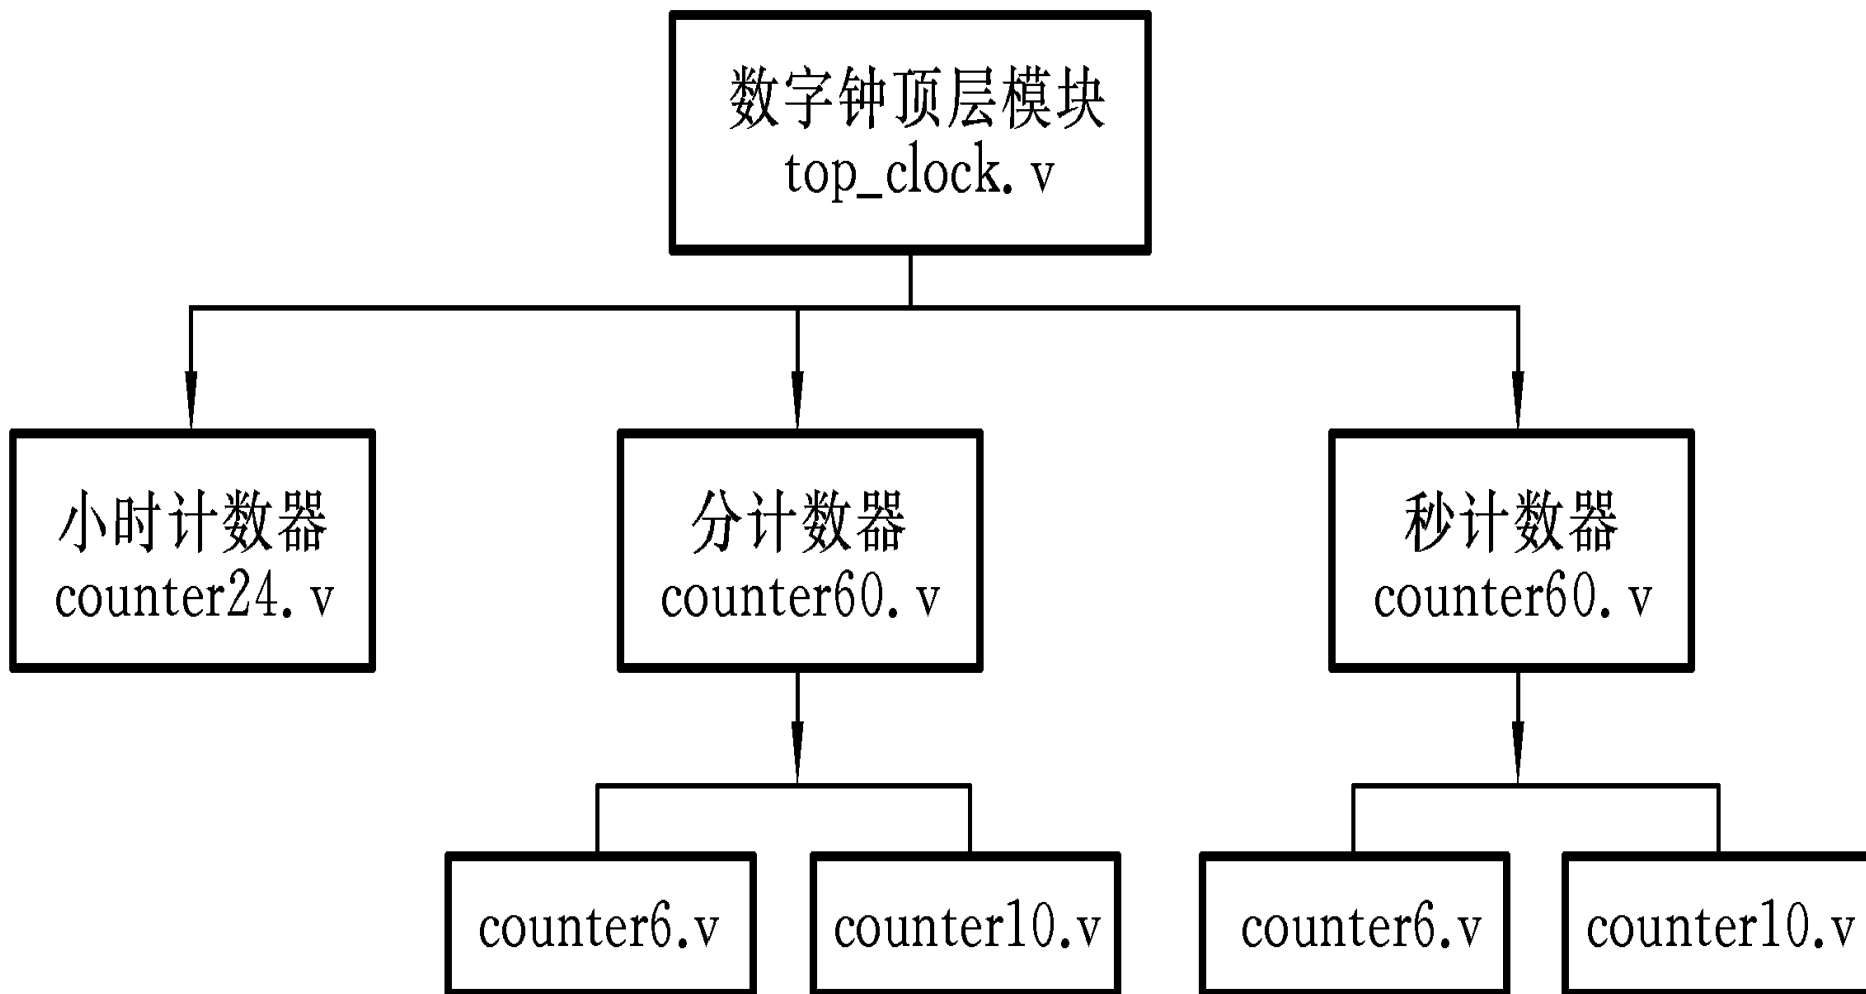 数字钟顶层模块
top_clock.v
小时计数器
counter24.v
分计数器
counter60.v
秒计数器
counter60.v
counter6.v
counter10.v
counter6.v
counter10.v